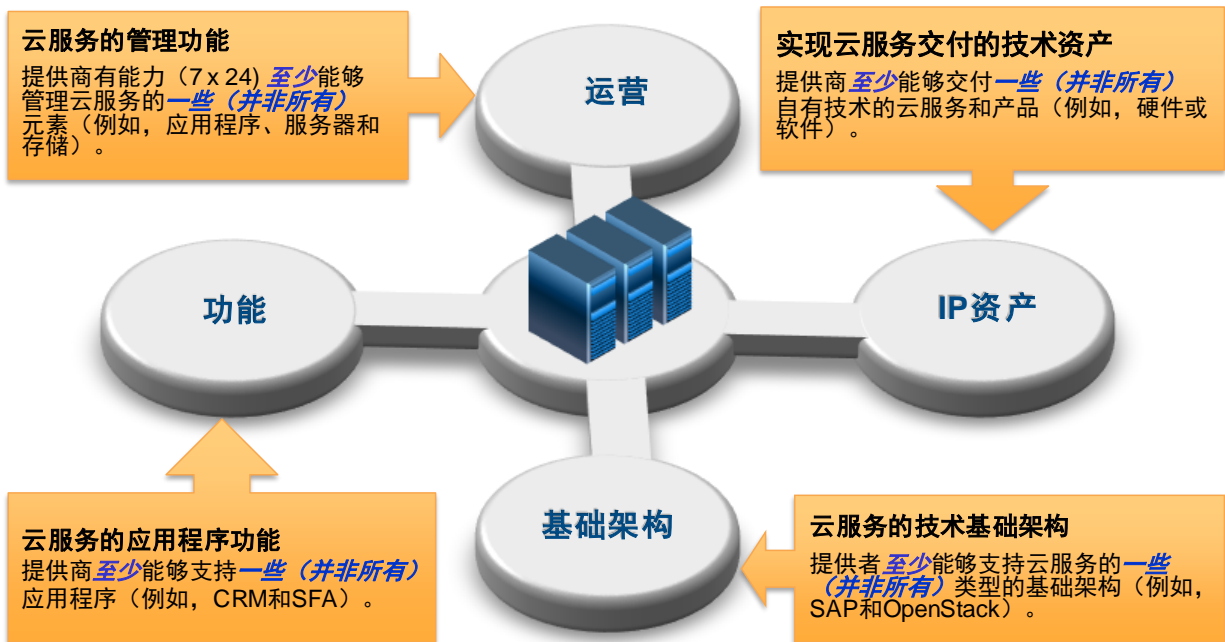 云服务的管理功能
提供商有能力（7 x 24) 至少能够
管理云服务的一些（并非所有）
元素（例如，应用程序、服务器和
存储）。
运营
实现云服务交付的技术资产
提供商至少能够交付一些（并非所有）
自有技术的云服务和产品（例如，硬件或
软件）。
功能
IP资产
云服务的应用程序功能
提供商至少能够支持一些（并非所有）
应用程序（例如，CRM和SFA）。
基础架构
云服务的技术基础架构
提供者至少能够支持云服务的一些
（并非所有）类型的基础架构（例如，
SAP和OpenStack）。